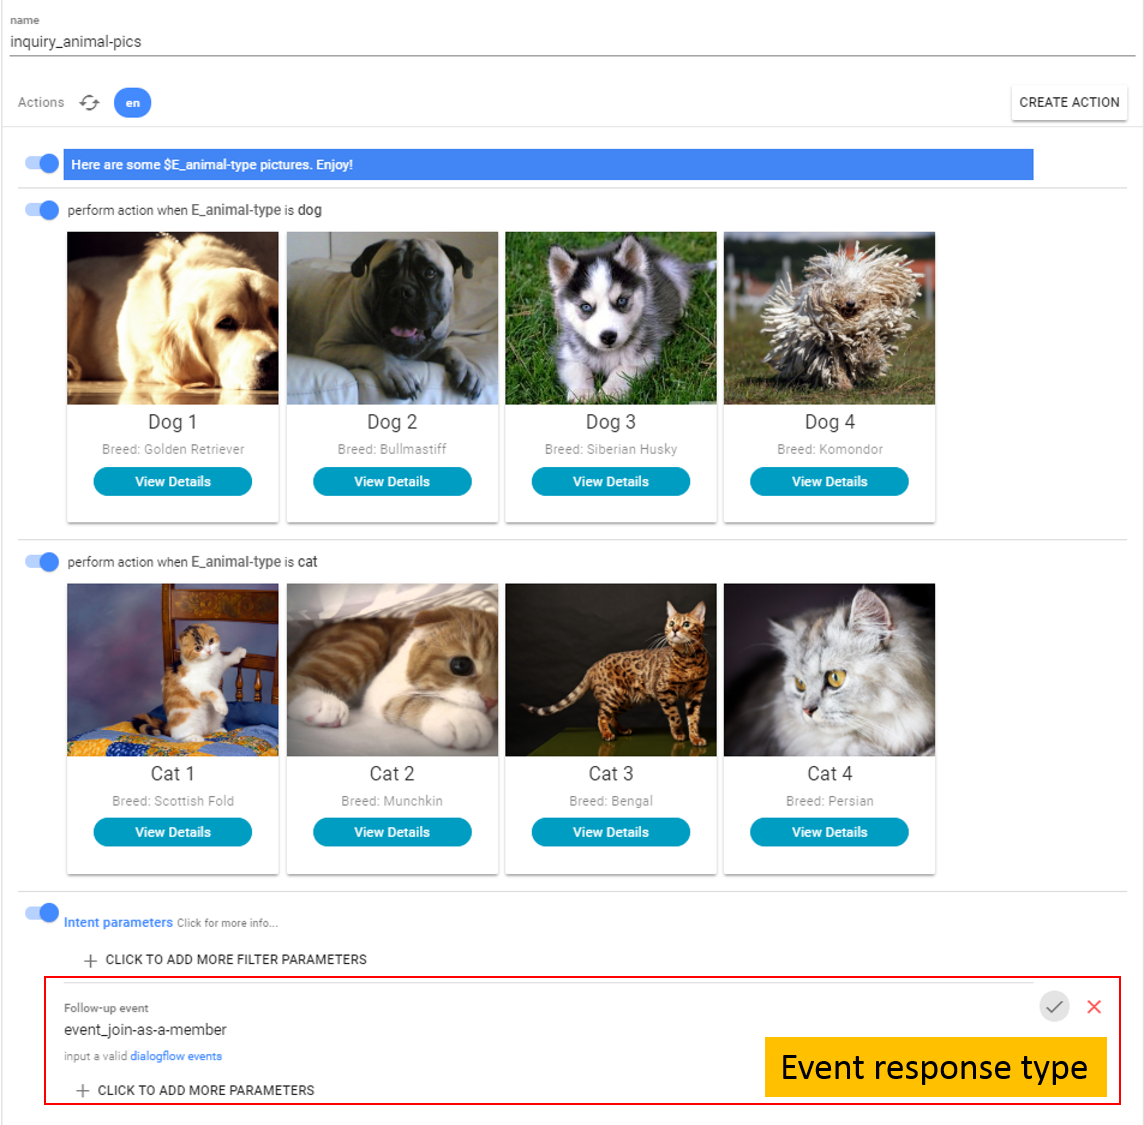 name
inquiry_animal-pics
Actions
en
CREATE ACTION
Here are some $E_animal-type pictures. Enjoy!
perform action when E_animal-type is dog
Dog 1
Dog 2
Dog 3
Dog 4
Breed: Golden Retriever
Breed: Bullmastiff
Breed: Siberian Husky
Breed: Komondor
View Details
View Details
View Details
View Details
perform action when E_animal-type is cat
Cat 1
Cat 2
Cat 3
Cat 4
Breed: Scottish Fold
Breed: Munchkin
Breed: Bengal
Breed: Persian
View Details
View Details
View Details
View Details
Intent parameters Click for more info...
CLICK TO ADD MORE FILTER PARAMETERS
Follow-up event
event_join-as-a-member
input a valid dialogflow events
Event response type
CLICK TO ADD MORE PARAMETERS